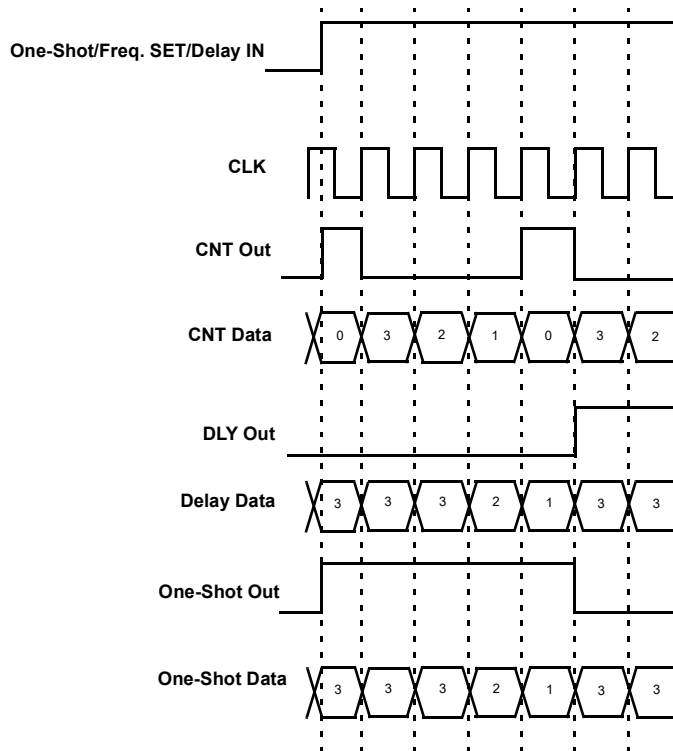 One-Shot/Freq. SET/Delay IN
CLK
CNT Out
CNT Data 0 3 2 1 0 3 2
DLY Out
Delay Data 3 3 3 2 1 3 3
One-Shot Out
One-Shot Data 3 3 3 2 1 3 3